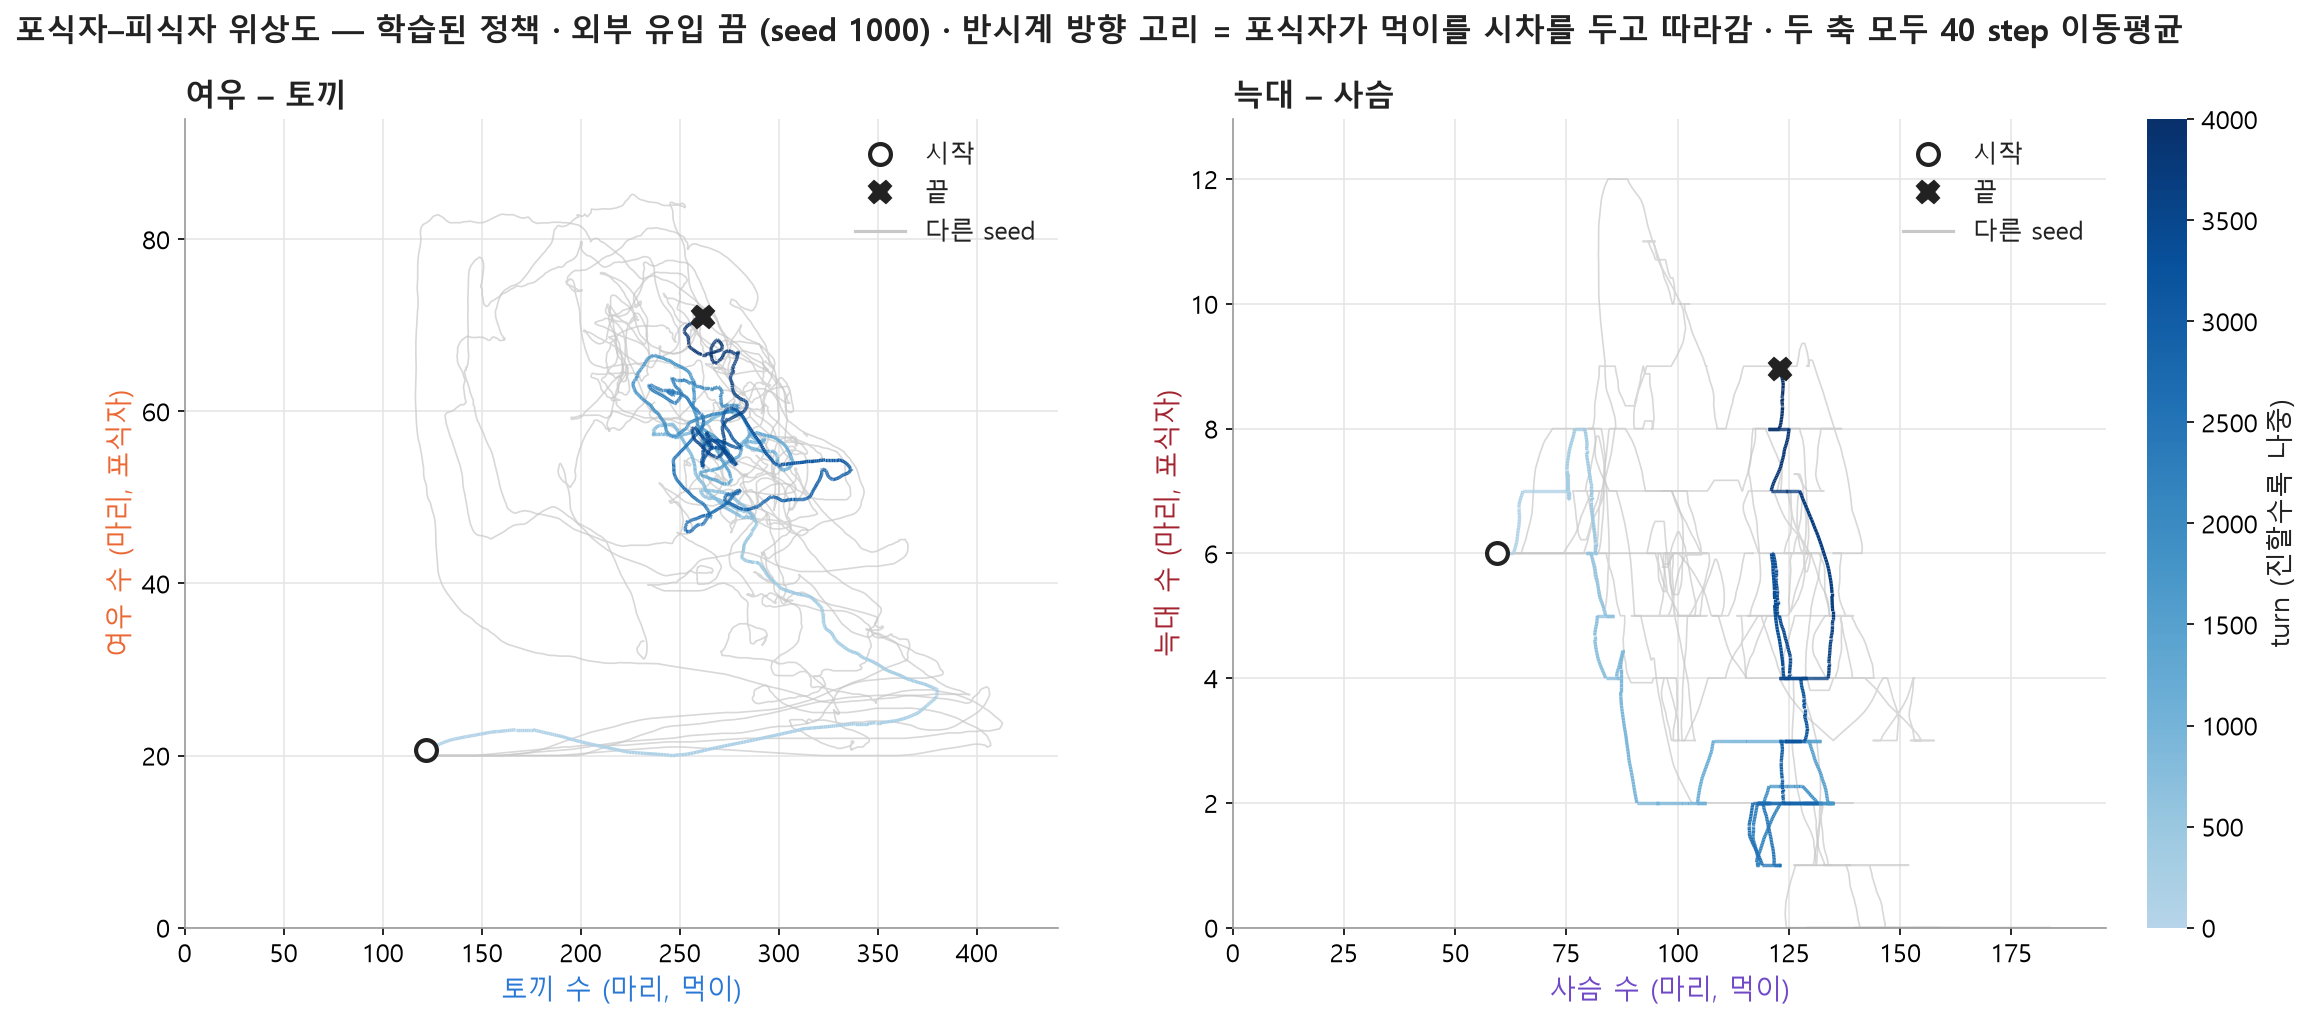 포식자–피식자 위상도 — 학습된 정책 · 외부 유입 끔 (seed 1000) · 반시계 방향 고리 = 포식자가 먹이를 시차를 두고 따라감 · 두 축 모두 40 step 이동평균
여우 – 토끼
시작
끝
다른 seed
80
60
40
20
0
여우 수 (마리, 포식자)
0 50 100 150 200 250 300 350 400
토끼 수 (마리, 먹이)
늑대 – 사슴
시작
끝
다른 seed
12
10
8
6
4
2
0
늑대 수 (마리, 포식자)
0 25 50 75 100 125 150 175
사슴 수 (마리, 먹이)
4000
3500
3000
2500
2000
1500
1000
500
0
turn (진할수록 나중)